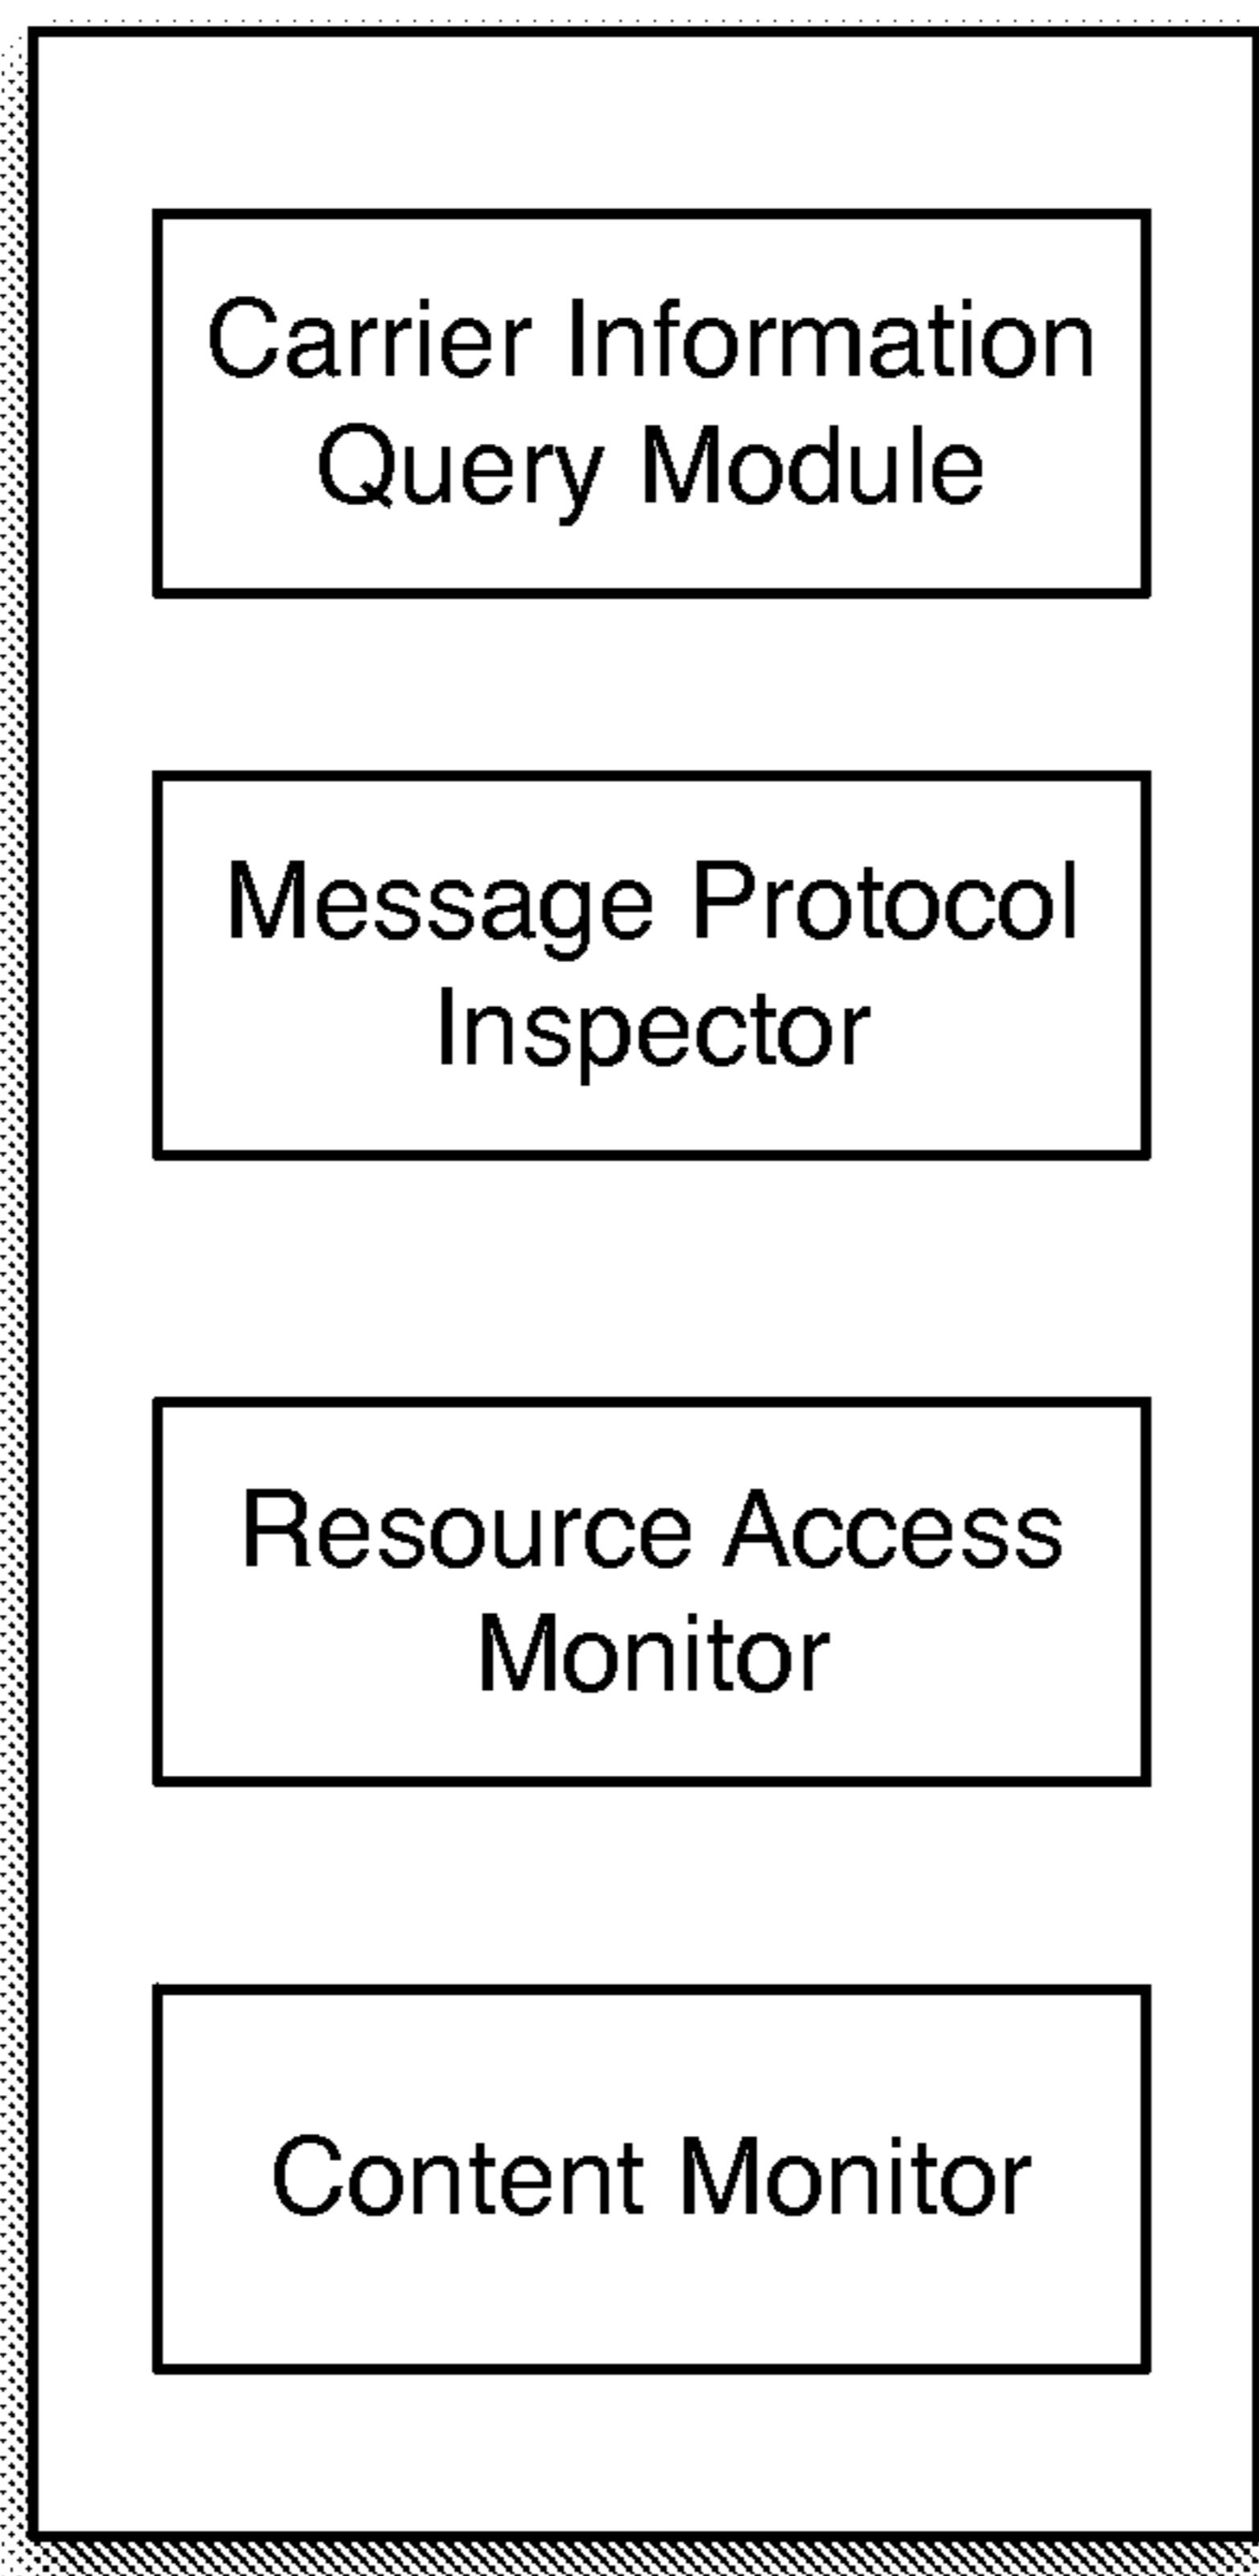 Carrier Information
Query Module
Message Protocol
Inspector
Resource Access
Monitor
Content Monitor